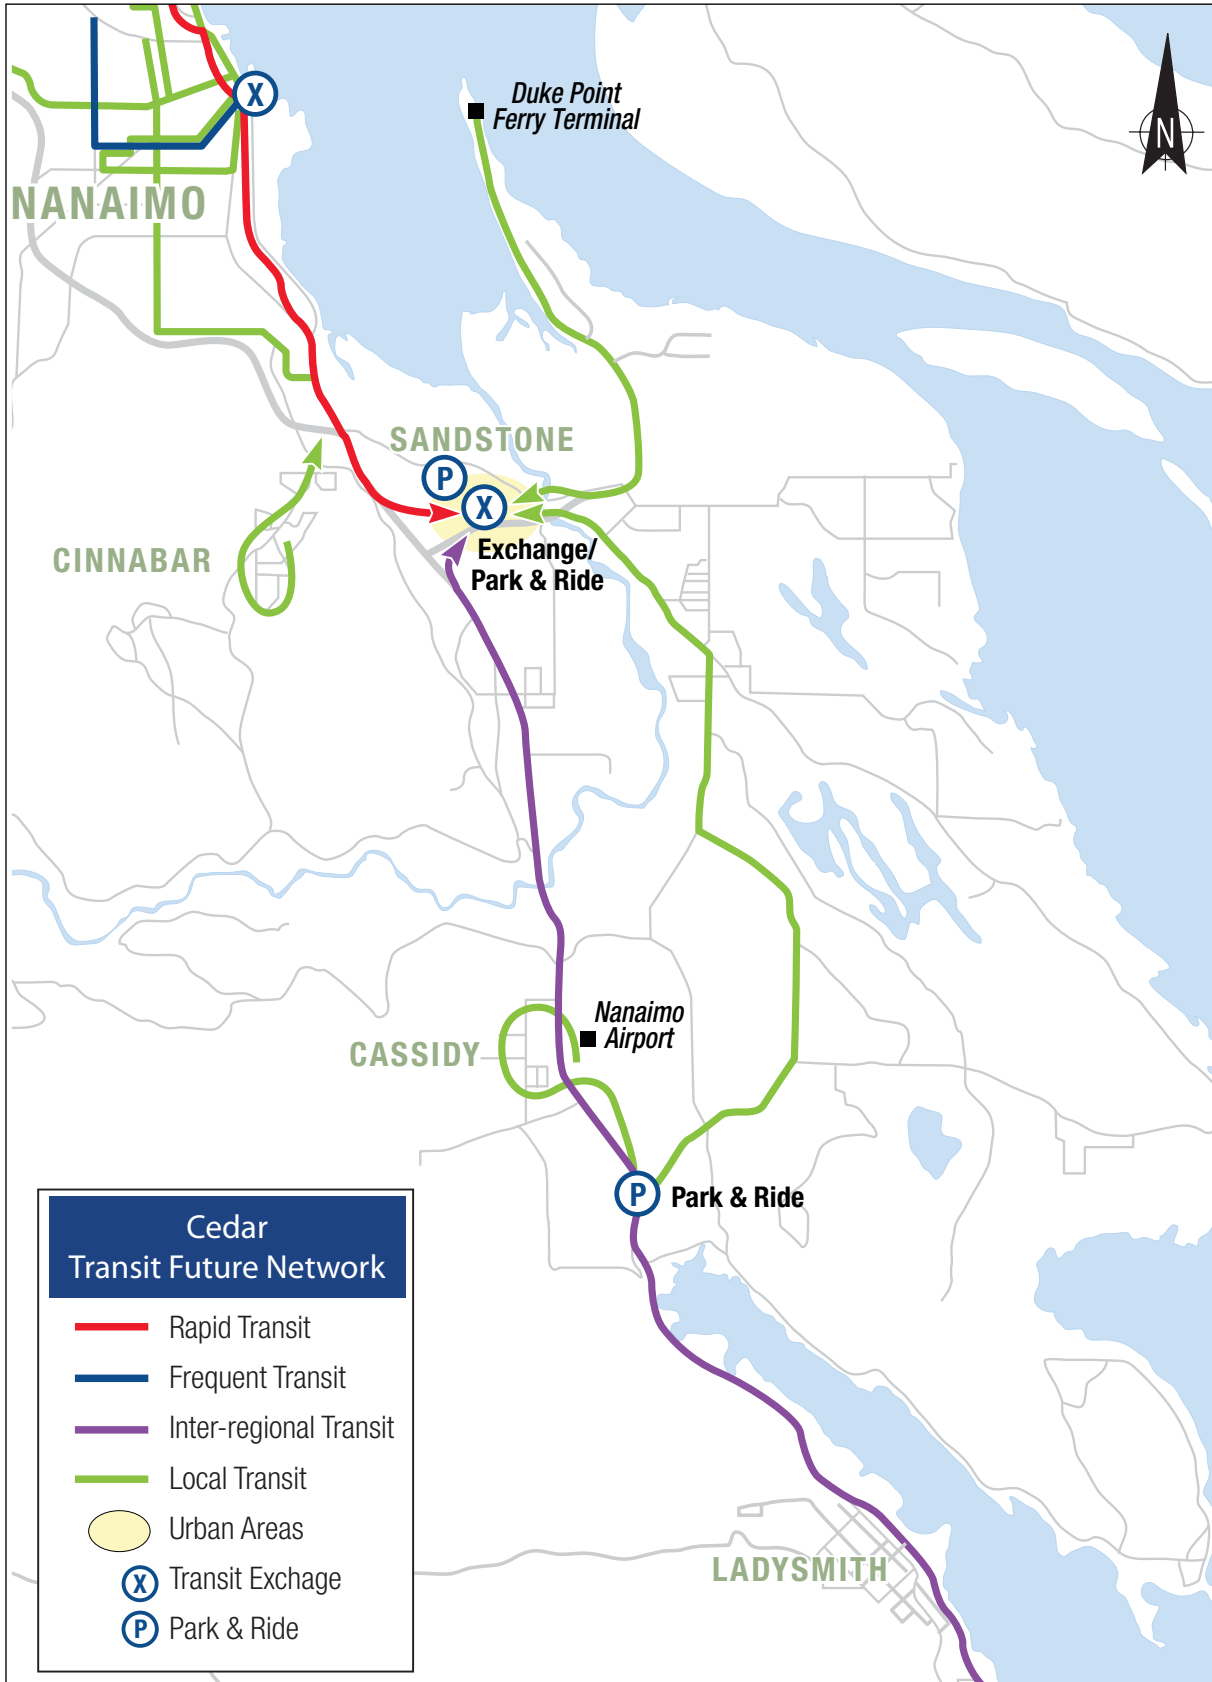 X
Duke Point
Ferry Terminal
N
NANAIMO
SANDSTONE
P
X
Exchange/
Park & Ride
CINNABAR
Nanaimo
Airport
CASSIDY
P
Park & Ride
Cedar
Transit Future Network
Rapid Transit
Frequent Transit
Inter-regional Transit
Local Transit
Urban Areas
X Transit Exchage
P Park & Ride
LADYSMITH